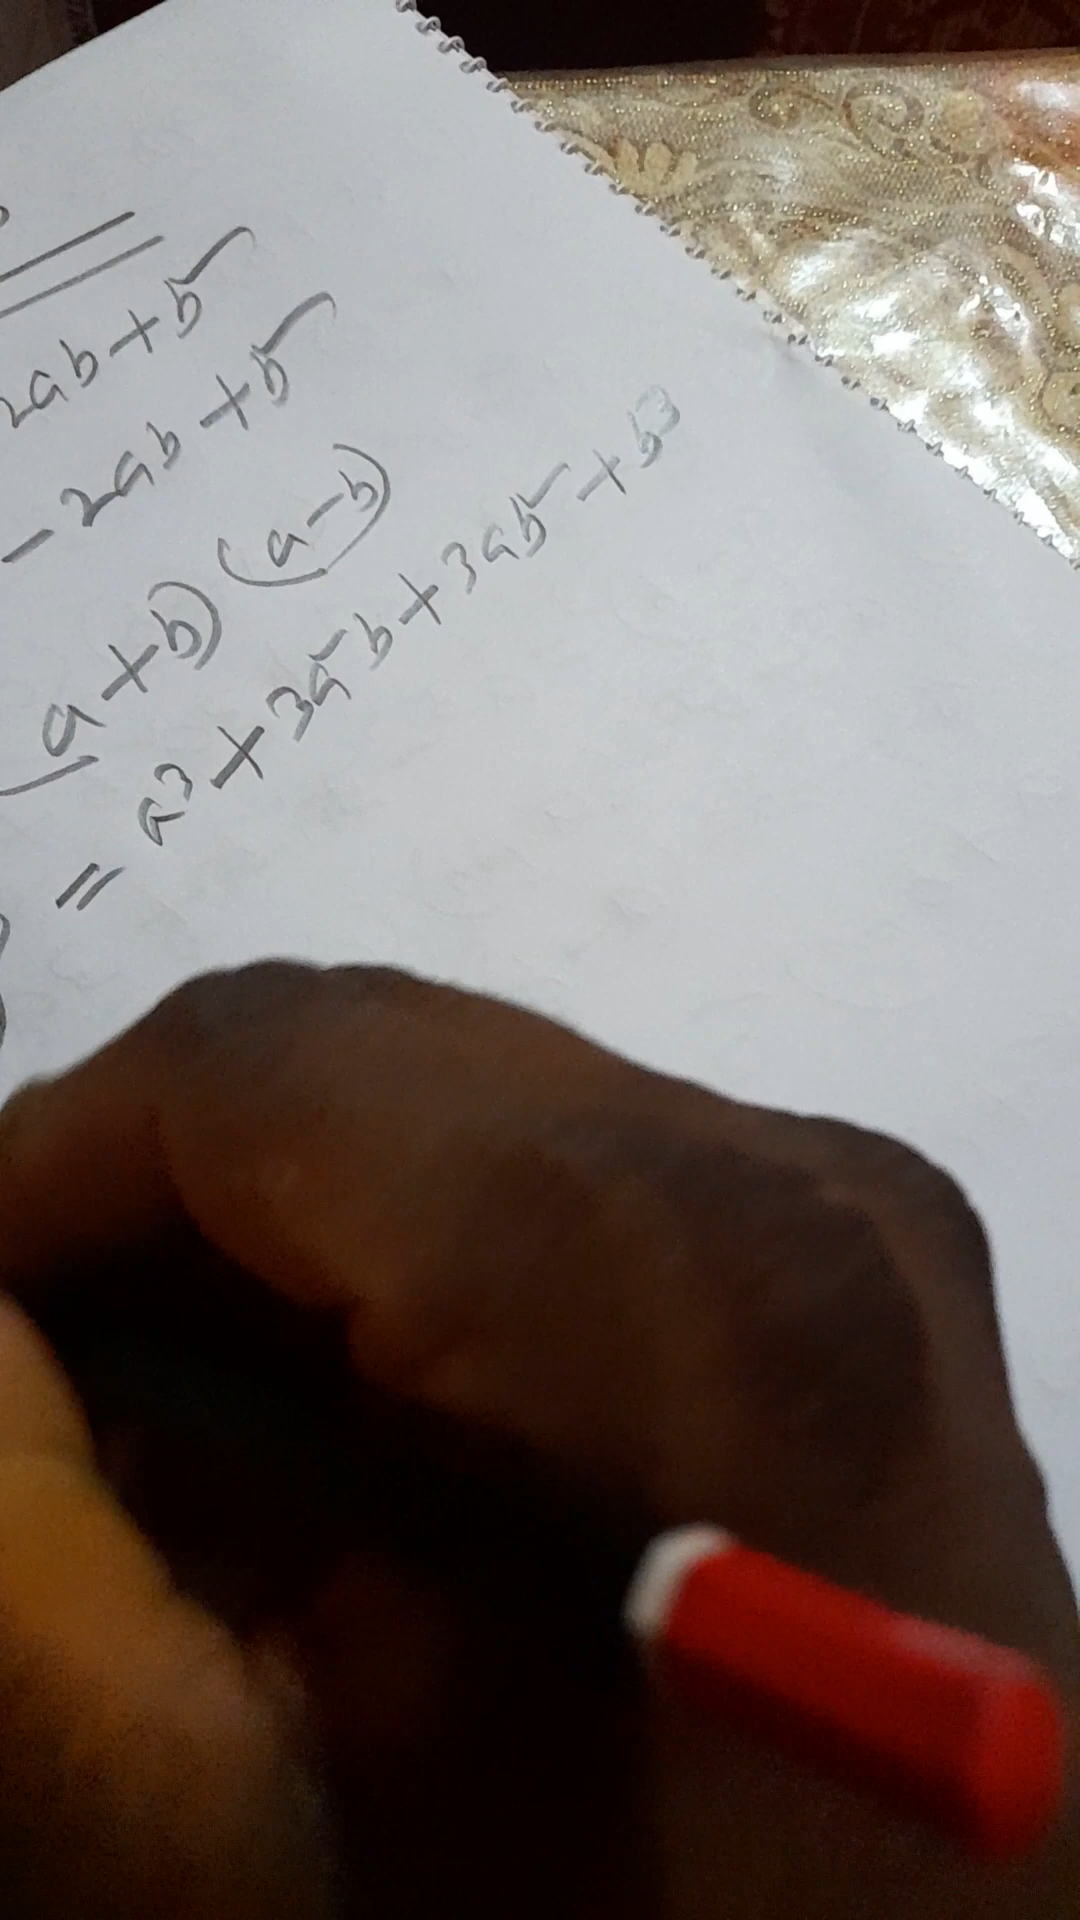 2ab + b²
- 2ab + b²
(a + b) (a - b)
= a³ + 3a²b + 3ab² + b³